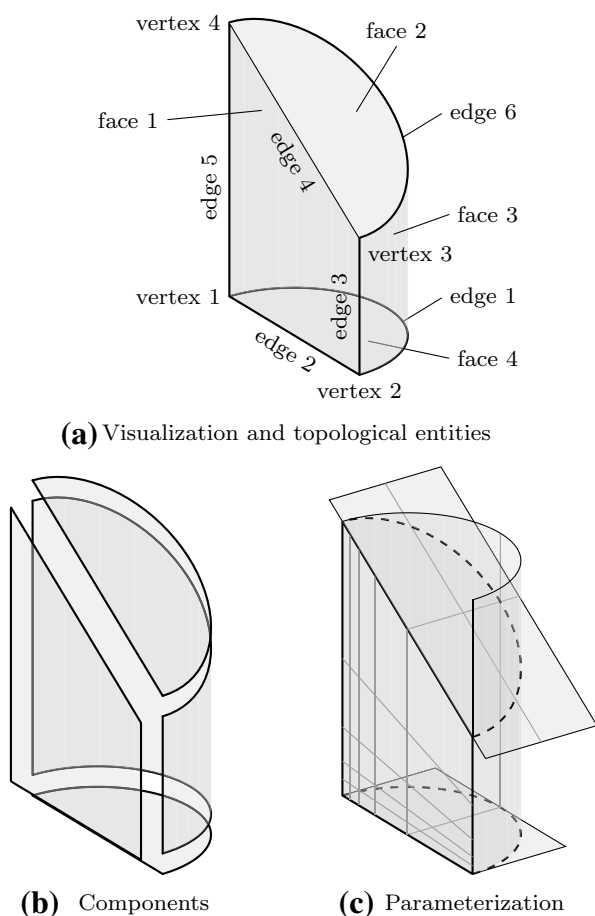 vertex 4
face 2
face 1
edge 6
edge 5
edge 4
face 3
vertex 3
vertex 1
edge 3
edge 1
edge 2
face 4
vertex 2
(a) Visualization and topological entities
(b) Components
(c) Parameterization